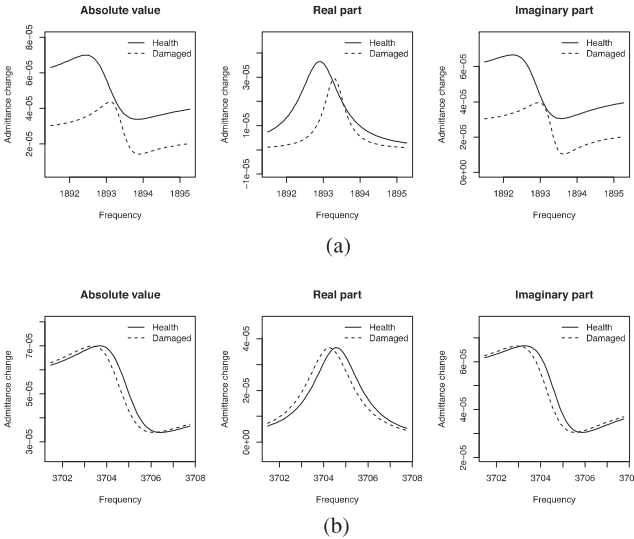 Absolute value
Admittance change
2e−05 4e−05 6e−05 8e−05
Health
Damaged
1892 1893 1894 1895
Frequency
Real part
Admittance change
−1e−05 1e−05 3e−05
Health
Damaged
1892 1893 1894 1895
Frequency
Imaginary part
Admittance change
0e+00 2e−05 4e−05 6e−05
Health
Damaged
1892 1893 1894 1895
Frequency
(a)
Absolute value
Admittance change
3e−05 5e−05 7e−05
Health
Damaged
3702 3704 3706 3708
Frequency
Real part
Admittance change
0e+00 2e−05 4e−05
Health
Damaged
3702 3704 3706 3708
Frequency
Imaginary part
Admittance change
2e−05 4e−05 6e−05
Health
Damaged
3702 3704 3706 370
Frequency
(b)